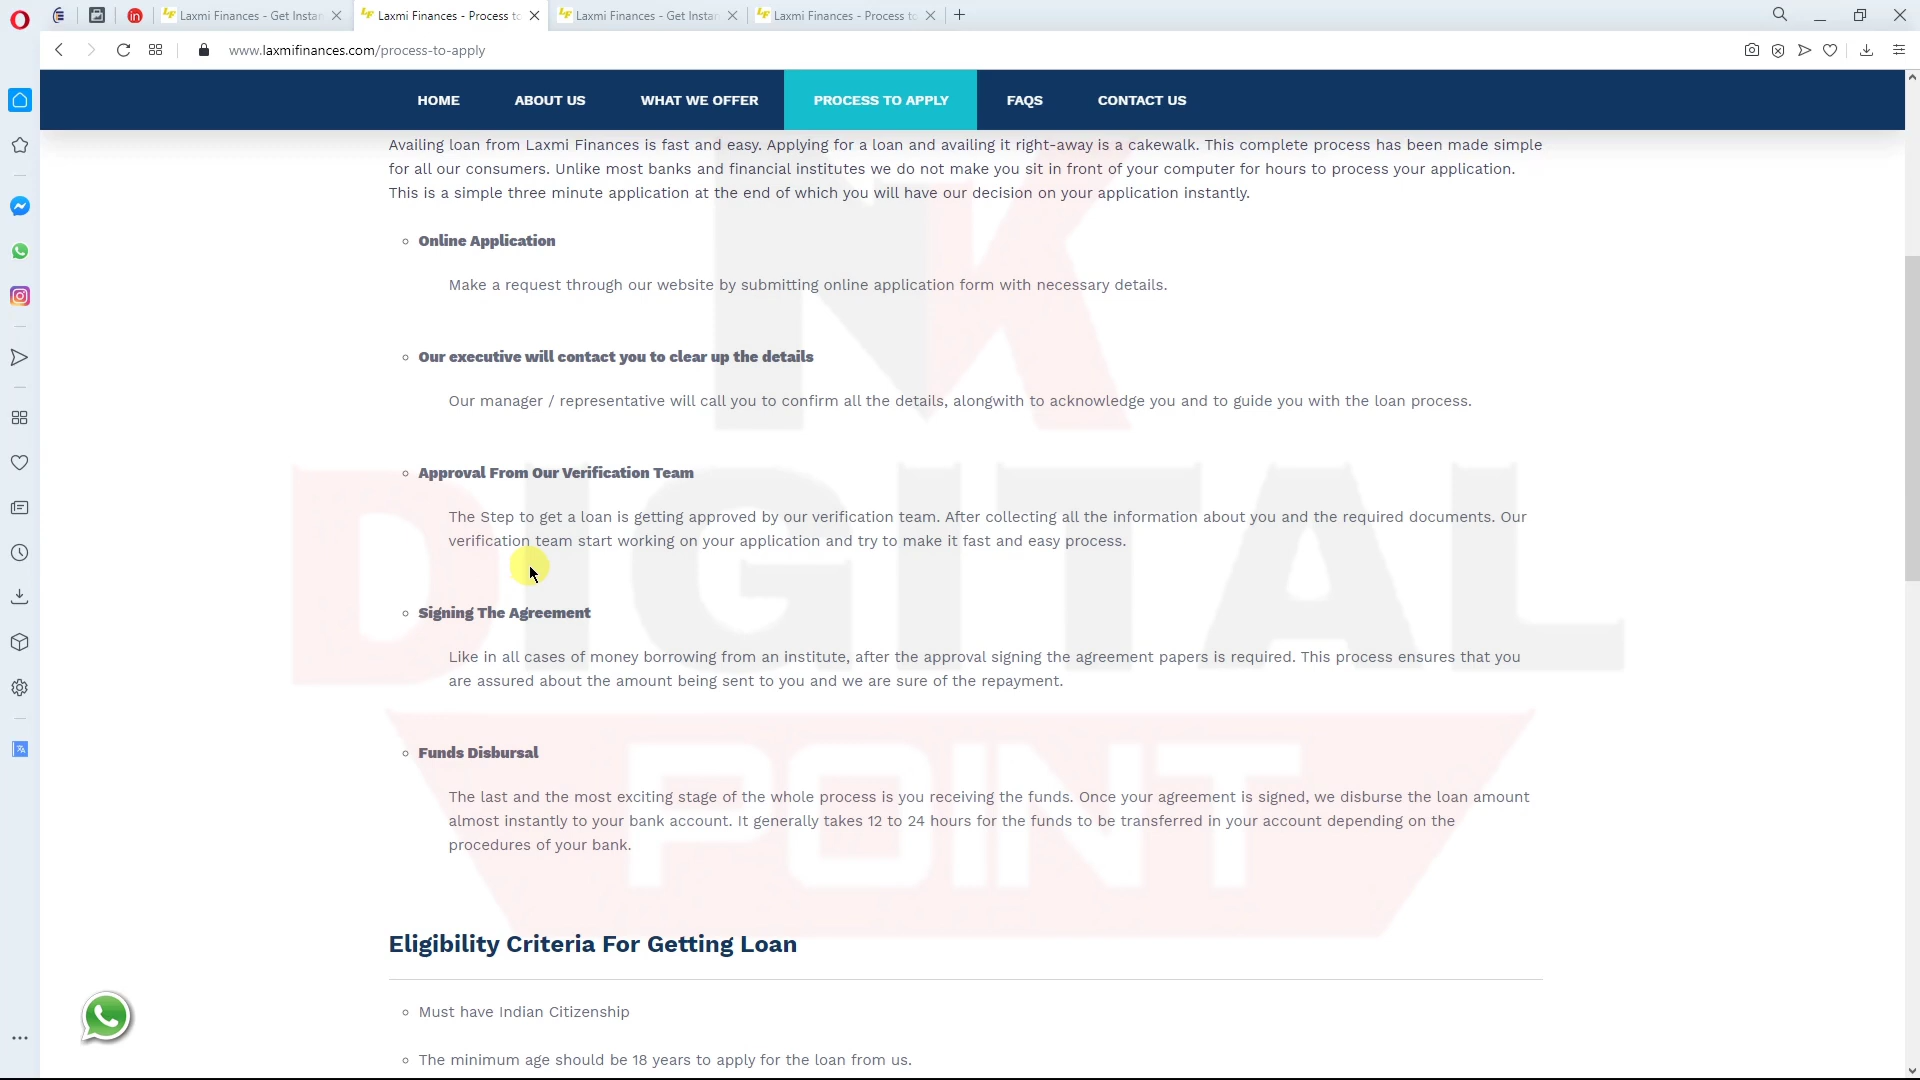 Laxmi Finances - Get Instan
Laxmi Finances - Process to
Laxmi Finances - Get Instan
Laxmi Finances - Process to
www.laxmifinances.com/process-to-apply
HOME
ABOUT US
WHAT WE OFFER
PROCESS TO APPLY
FAQS
CONTACT US
Availing loan from Laxmi Finances is fast and easy. Applying for a loan and availing it right-away is a cakewalk. This complete process has been made simple
for all our consumers. Unlike most banks and financial institutes we do not make you sit in front of your computer for hours to process your application.
This is a simple three minute application at the end of which you will have our decision on your application instantly.
Online Application
Make a request through our website by submitting online application form with necessary details.
Our executive will contact you to clear up the details
Our manager / representative will call you to confirm all the details, alongwith to acknowledge you and to guide you with the loan process.
Approval From Our Verification Team
The Step to get a loan is getting approved by our verification team. After collecting all the information about you and the required documents. Our
verification team start working on your application and try to make it fast and easy process.
Signing The Agreement
Like in all cases of money borrowing from an institute, after the approval signing the agreement papers is required. This process ensures that you
are assured about the amount being sent to you and we are sure of the repayment.
Funds Disbursal
The last and the most exciting stage of the whole process is you receiving the funds. Once your agreement is signed, we disburse the loan amount
almost instantly to your bank account. It generally takes 12 to 24 hours for the funds to be transferred in your account depending on the
procedures of your bank.
Eligibility Criteria For Getting Loan
Must have Indian Citizenship
The minimum age should be 18 years to apply for the loan from us.
NK
DIGITAL
POINT